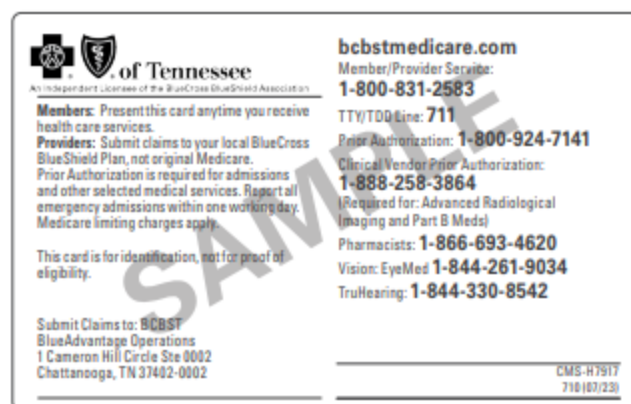 of Tennessee
An Independent Licensee of the BlueCross BlueShield Association
Members: Present this card anytime you receive
health care services.
Providers: Submit claims to your local BlueCross
BlueShield Plan, not original Medicare.
Prior Authorization is required for admissions
and other selected medical services. Report all
emergency admissions within one working day.
Medicare limiting charges apply.
This card is for identification, not for proof of
eligibility.
Submit Claims to: BCBST
BlueAdvantage Operations
1 Cameron Hill Circle Ste 0002
Chattanooga, TN 37402-0002
bcbstmedicare.com
Member/Provider Service:
1-800-831-2583
TTY/TDD Line: 711
Prior Authorization: 1-800-924-7141
Clinical Vendor Prior Authorization:
1-888-258-3864
(Required for: Advanced Radiological
Imaging and Part B Meds)
Pharmacists: 1-866-693-4620
Vision: EyeMed 1-844-261-9034
TruHearing: 1-844-330-8542
CMS-H7917
710 (07/23)
SAMPLE